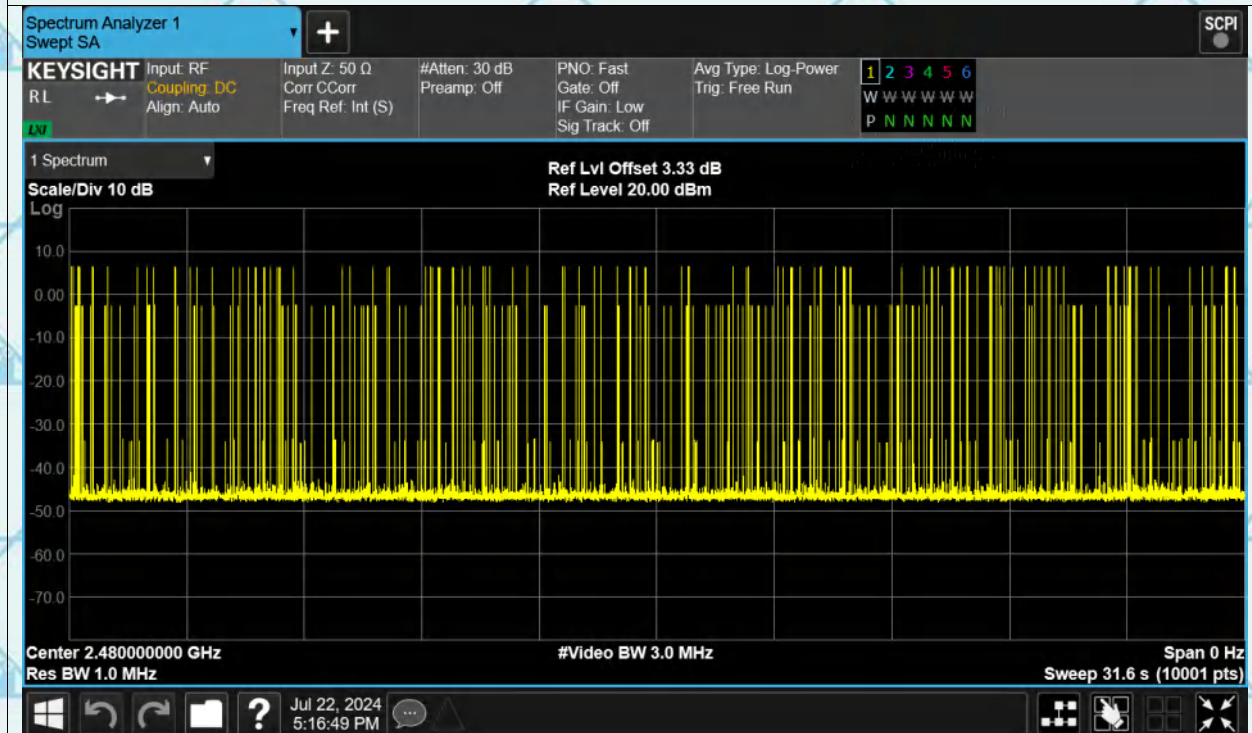 Spectrum Analyzer 1
Swept SA
+
SCPI
KEYSIGHT
RL
LXI
Input: RF
Coupling: DC
Align: Auto
Input Z: 50 Ω
Corr CCorr
Freq Ref: Int (S)
#Atten: 30 dB
Preamp: Off
PNO: Fast
Gate: Off
IF Gain: Low
Sig Track: Off
Avg Type: Log-Power
Trig: Free Run
1 2 3 4 5 6
W W W W W W
P N N N N N
1 Spectrum
Scale/Div 10 dB
Ref Lvl Offset 3.33 dB
Ref Level 20.00 dBm
Log
10.0
0.00
-10.0
-20.0
-30.0
-40.0
-50.0
-60.0
-70.0
Center 2.480000000 GHz
#Video BW 3.0 MHz
Span 0 Hz
Res BW 1.0 MHz
Sweep 31.6 s (10001 pts)
?
Jul 22, 2024
5:16:49 PM